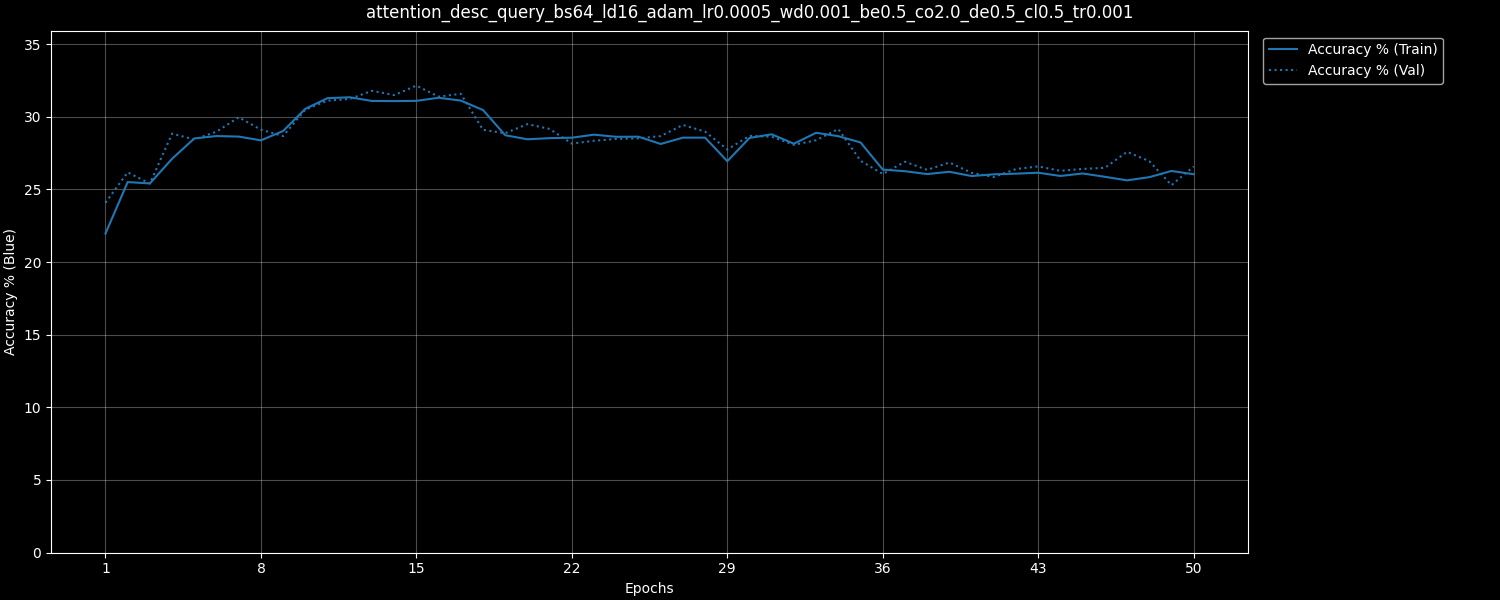 attention_desc_query_bs64_ld16_adam_lr0.0005_wd0.001_be0.5_co2.0_de0.5_cl0.5_tr0.001
Accuracy % (Train)
Accuracy % (Val)
Accuracy % (Blue)
35
30
25
20
15
10
5
0
1 8 15 22 29 36 43 50
Epochs